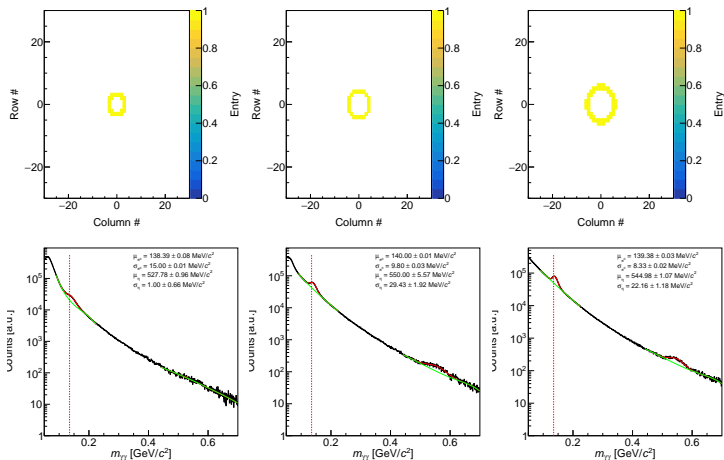 Row #
20
0
−20
−20
0
20
Column #
Entry
1
0.8
0.6
0.4
0.2
0
Row #
20
0
−20
−20
0
20
Column #
Entry
1
0.8
0.6
0.4
0.2
0
Row #
20
0
−20
−20
0
20
Column #
Entry
1
0.8
0.6
0.4
0.2
0
Counts [a.u.]
10⁵
10⁴
10³
10²
10
1
μπ⁰ = 138.39 ± 0.08 MeV/c²
σπ⁰ = 15.00 ± 0.01 MeV/c²
μη = 527.78 ± 0.96 MeV/c²
ση = 1.00 ± 0.66 MeV/c²
0.2
0.4
0.6
mγγ [GeV/c²]
Counts [a.u.]
10⁵
10⁴
10³
10²
10
1
μπ⁰ = 140.00 ± 0.01 MeV/c²
σπ⁰ = 9.80 ± 0.03 MeV/c²
μη = 550.00 ± 5.57 MeV/c²
ση = 29.43 ± 1.92 MeV/c²
0.2
0.4
0.6
mγγ [GeV/c²]
Counts [a.u.]
10⁵
10⁴
10³
10²
10
1
μπ⁰ = 139.38 ± 0.03 MeV/c²
σπ⁰ = 8.33 ± 0.02 MeV/c²
μη = 544.98 ± 1.07 MeV/c²
ση = 22.16 ± 1.18 MeV/c²
0.2
0.4
0.6
mγγ [GeV/c²]